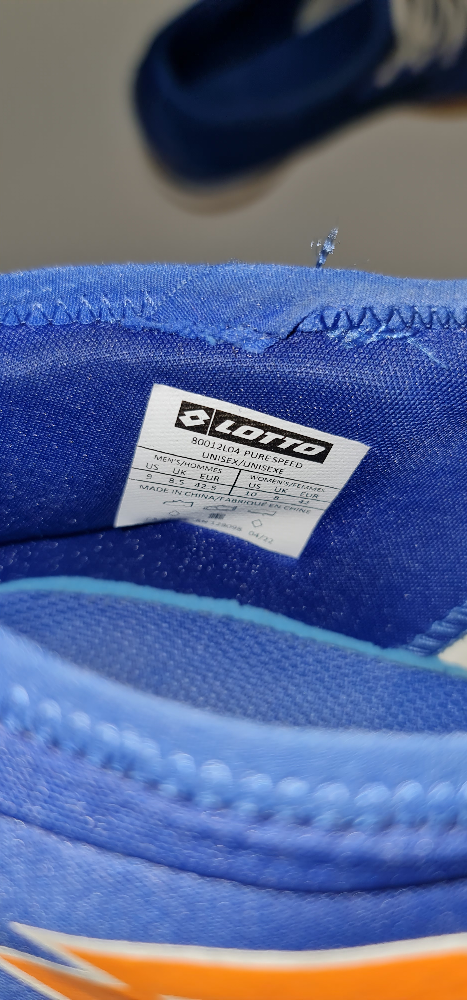 LOTTO
80012L04 PURE SPEED
UNISEX/UNISEXE
MEN'S/HOMMES WOMEN'S/FEMMES
US UK EUR US UK EUR
9 8.5 42.5 10 8 42
MADE IN CHINA/FABRIQUÉ EN CHINE
04/22